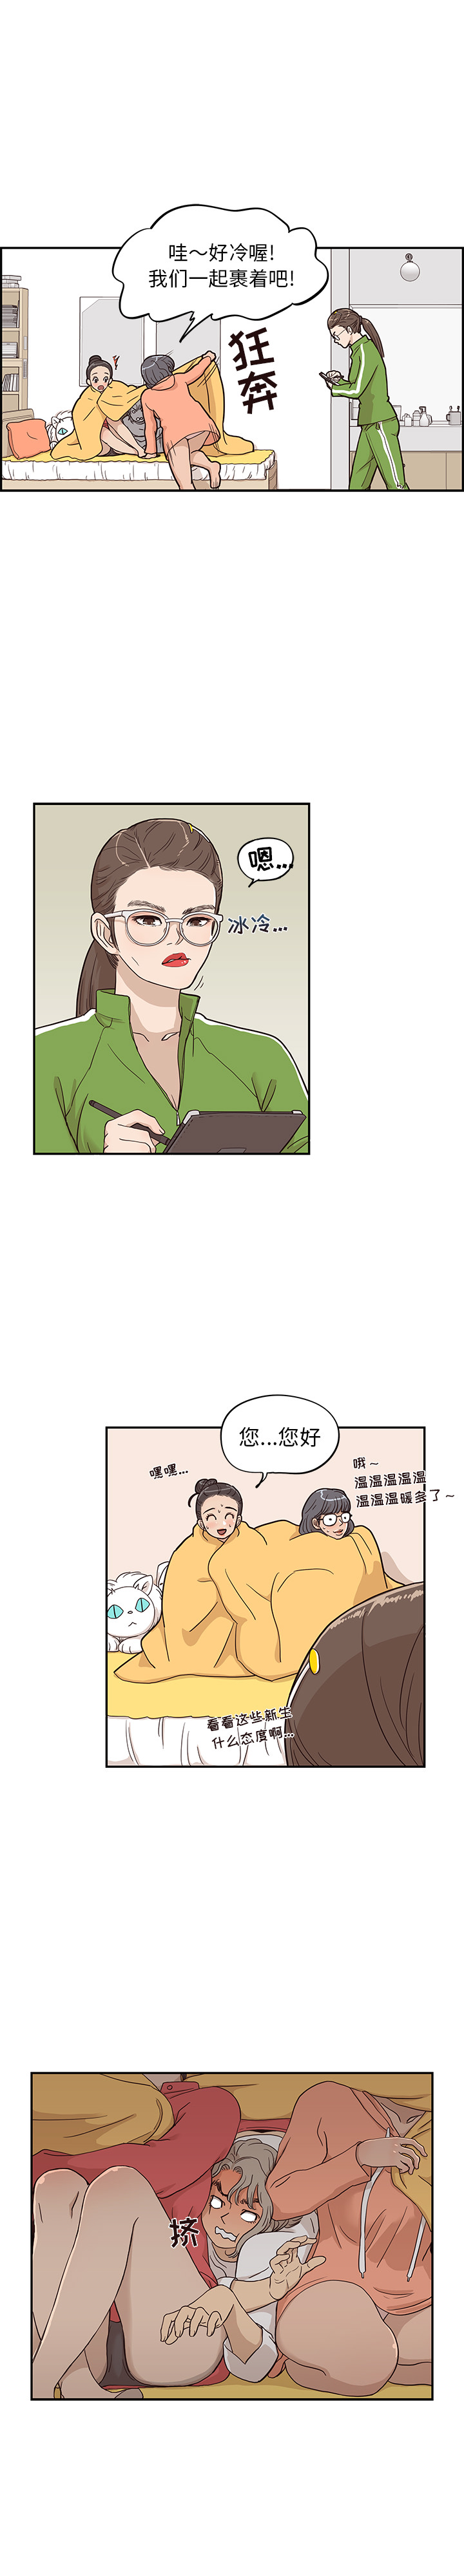 哇～好冷喔!
我们一起裹着吧!
狂
奔
嗯...
冰冷...
您...您好
嘿嘿...
哦～
温温温温温
温温温暖多了～
看看这些新生
什么态度啊...
挤